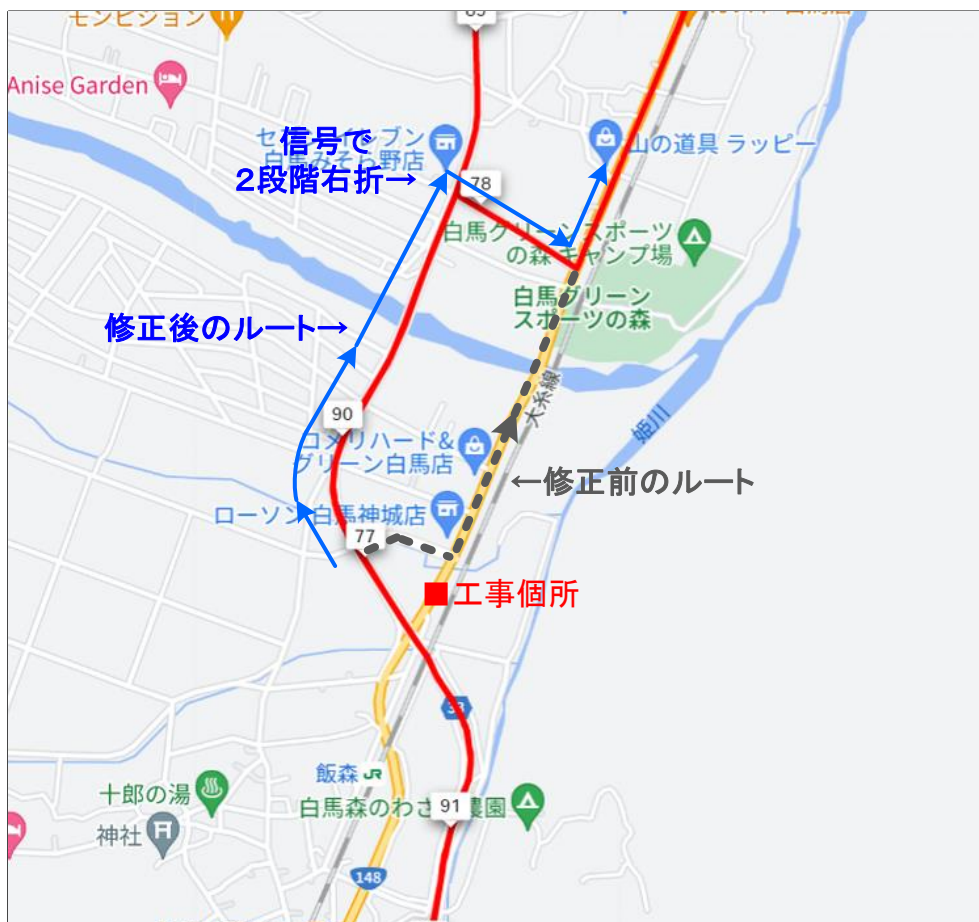 モンビジョン
89
Anise Garden
セブン-イレブン
白馬みそら野店
信号で
2段階右折→
山の道具 ラッピー
78
白馬グリーンスポーツ
の森 キャンプ場
白馬グリーン
スポーツの森
修正後のルート→
大糸線
姫川
90
コメリハード&
グリーン白馬店
←修正前のルート
ローソン 白馬神城店
77
■工事個所
33
飯森 JR
十郎の湯
白馬森のわさび農園
91
神社
148